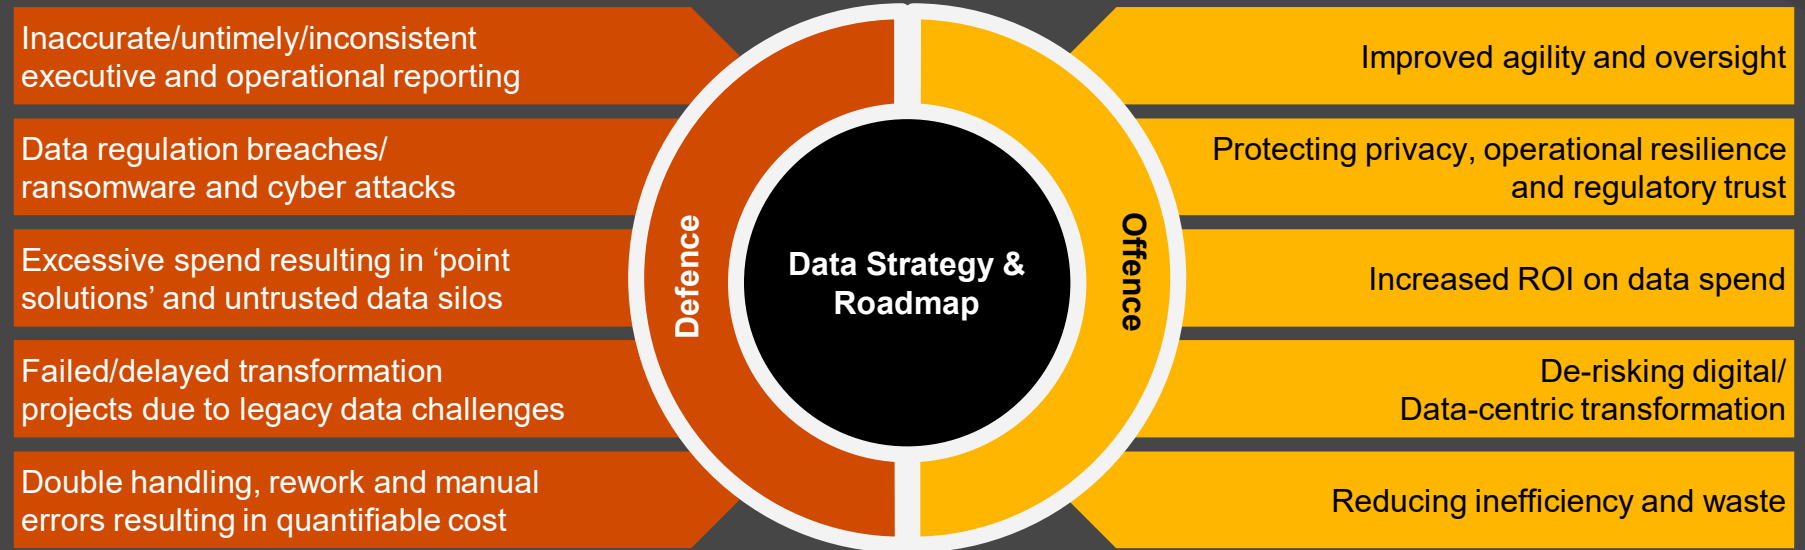 Inaccurate/untimely/inconsistent
executive and operational reporting
Data regulation breaches/
ransomware and cyber attacks
Excessive spend resulting in ‘point
solutions’ and untrusted data silos
Failed/delayed transformation
projects due to legacy data challenges
Double handling, rework and manual
errors resulting in quantifiable cost
Defence
Data Strategy &
Roadmap
Offence
Improved agility and oversight
Protecting privacy, operational resilience
and regulatory trust
Increased ROI on data spend
De-risking digital/
Data-centric transformation
Reducing inefficiency and waste